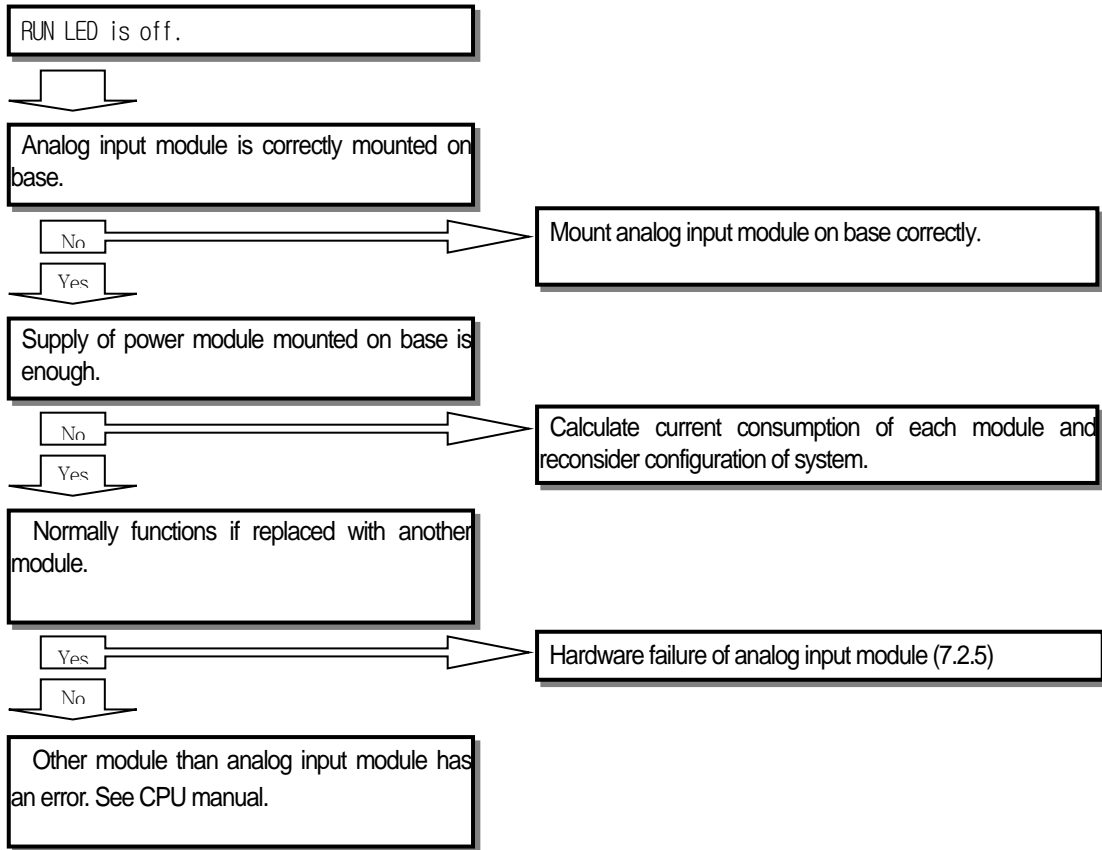 RUN LED is off.
Analog input module is correctly mounted on
base.
No
Mount analog input module on base correctly.
Yes
Supply of power module mounted on base is
enough.
No
Calculate current consumption of each module and
reconsider configuration of system.
Yes
Normally functions if replaced with another
module.
Yes
Hardware failure of analog input module (7.2.5)
No
Other module than analog input module has
an error. See CPU manual.